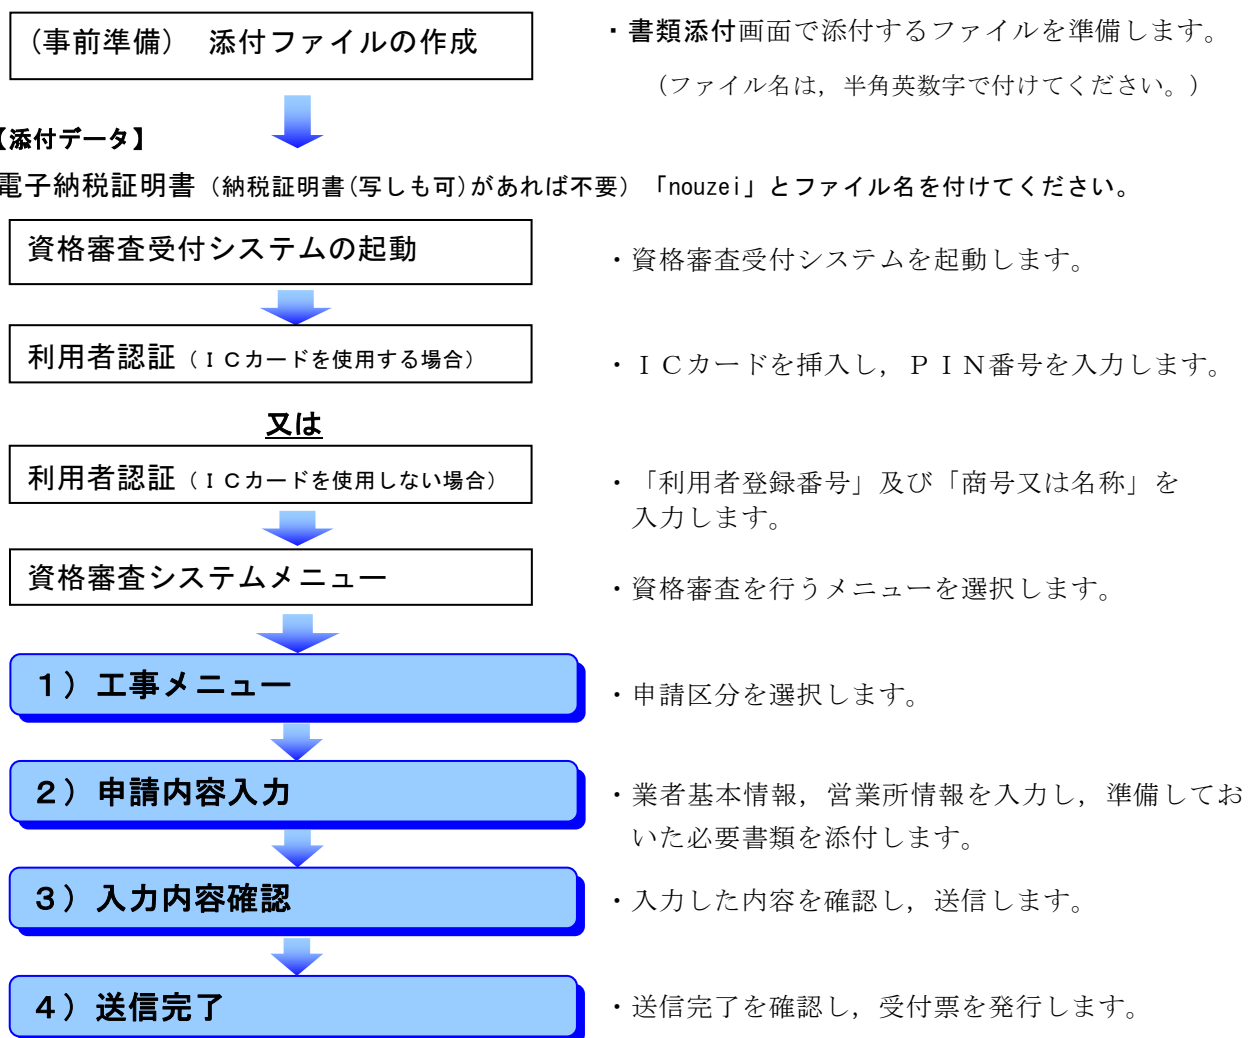 (事前準備)　添付ファイルの作成
・書類添付画面で添付するファイルを準備します。
(ファイル名は，半角英数字で付けてください。)
【添付データ】
電子納税証明書（納税証明書(写しも可)があれば不要）「nouzei」とファイル名を付けてください。
資格審査受付システムの起動
・資格審査受付システムを起動します。
利用者認証（ＩＣカードを使用する場合）
・ＩＣカードを挿入し，ＰＩＮ番号を入力します。
又は
利用者認証（ＩＣカードを使用しない場合）
・「利用者登録番号」及び「商号又は名称」を
入力します。
資格審査システムメニュー
・資格審査を行うメニューを選択します。
１）工事メニュー
・申請区分を選択します。
２）申請内容入力
・業者基本情報，営業所情報を入力し，準備してお
いた必要書類を添付します。
３）入力内容確認
・入力した内容を確認し，送信します。
４）送信完了
・送信完了を確認し，受付票を発行します。